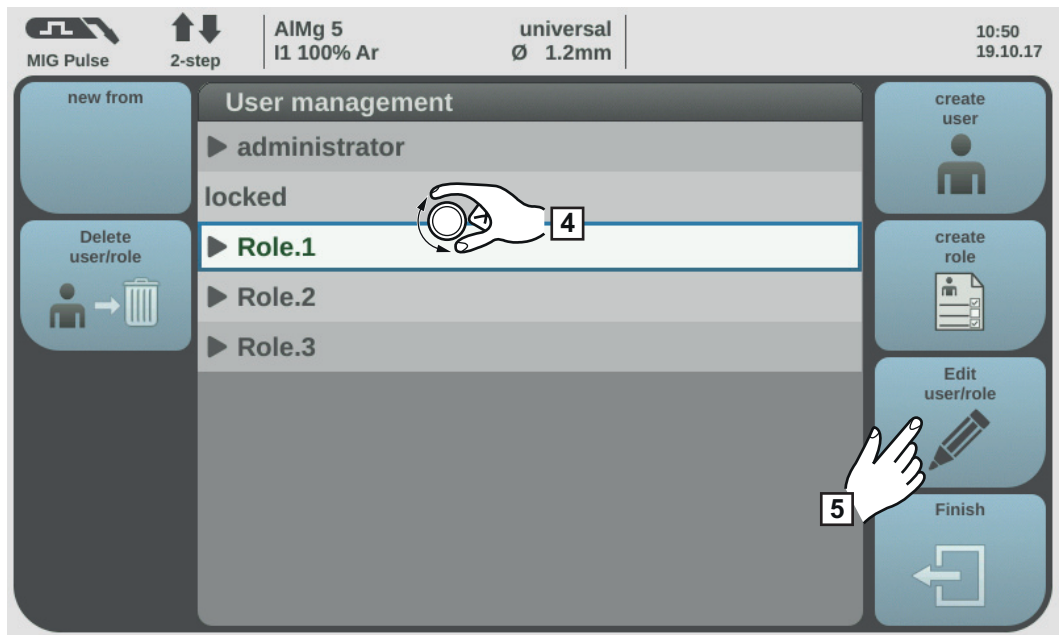 MIG Pulse
2-step
AlMg 5
I1 100% Ar
universal
Ø 1.2mm
10:50
19.10.17
new from
Delete
user/role
User management
administrator
locked
Role.1
Role.2
Role.3
4
create
user
create
role
Edit
user/role
5
Finish